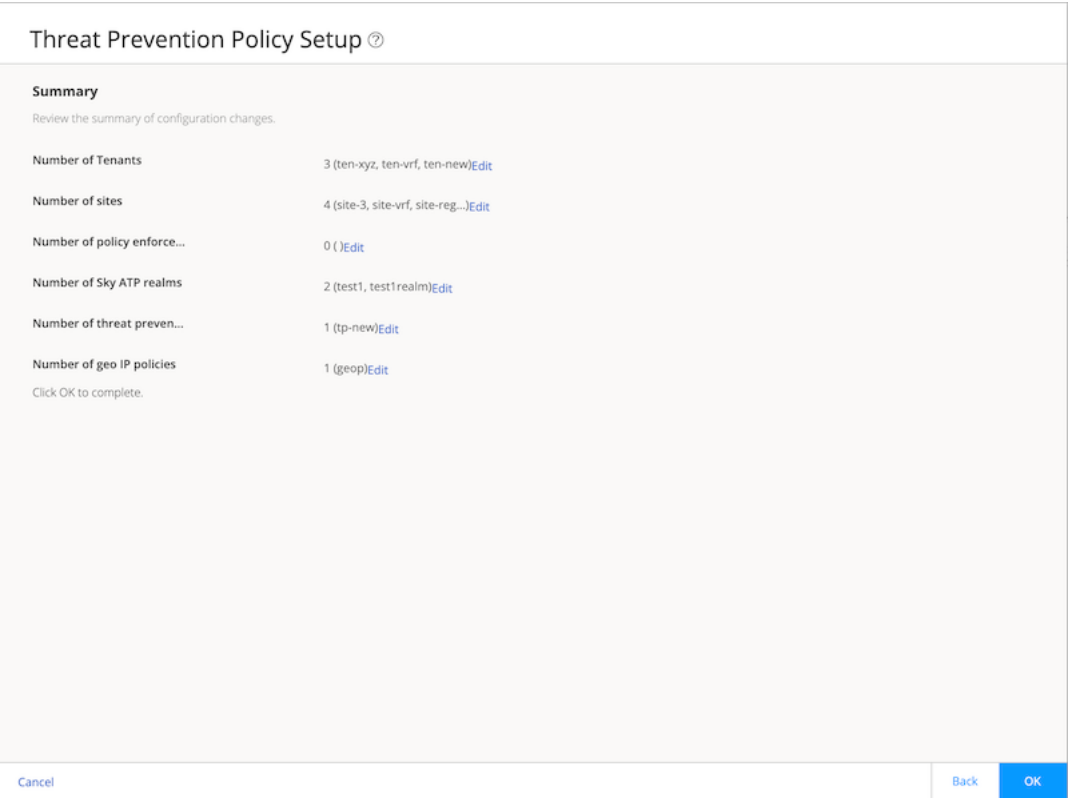 Threat Prevention Policy Setup ?
Summary
Review the summary of configuration changes.
Number of Tenants 3 (ten-xyz, ten-vrf, ten-new)Edit
Number of sites 4 (site-3, site-vrf, site-reg...)Edit
Number of policy enforce... 0 ( )Edit
Number of Sky ATP realms 2 (test1, test1realm)Edit
Number of threat preven... 1 (tp-new)Edit
Number of geo IP policies 1 (geop)Edit
Click OK to complete.
Cancel Back OK